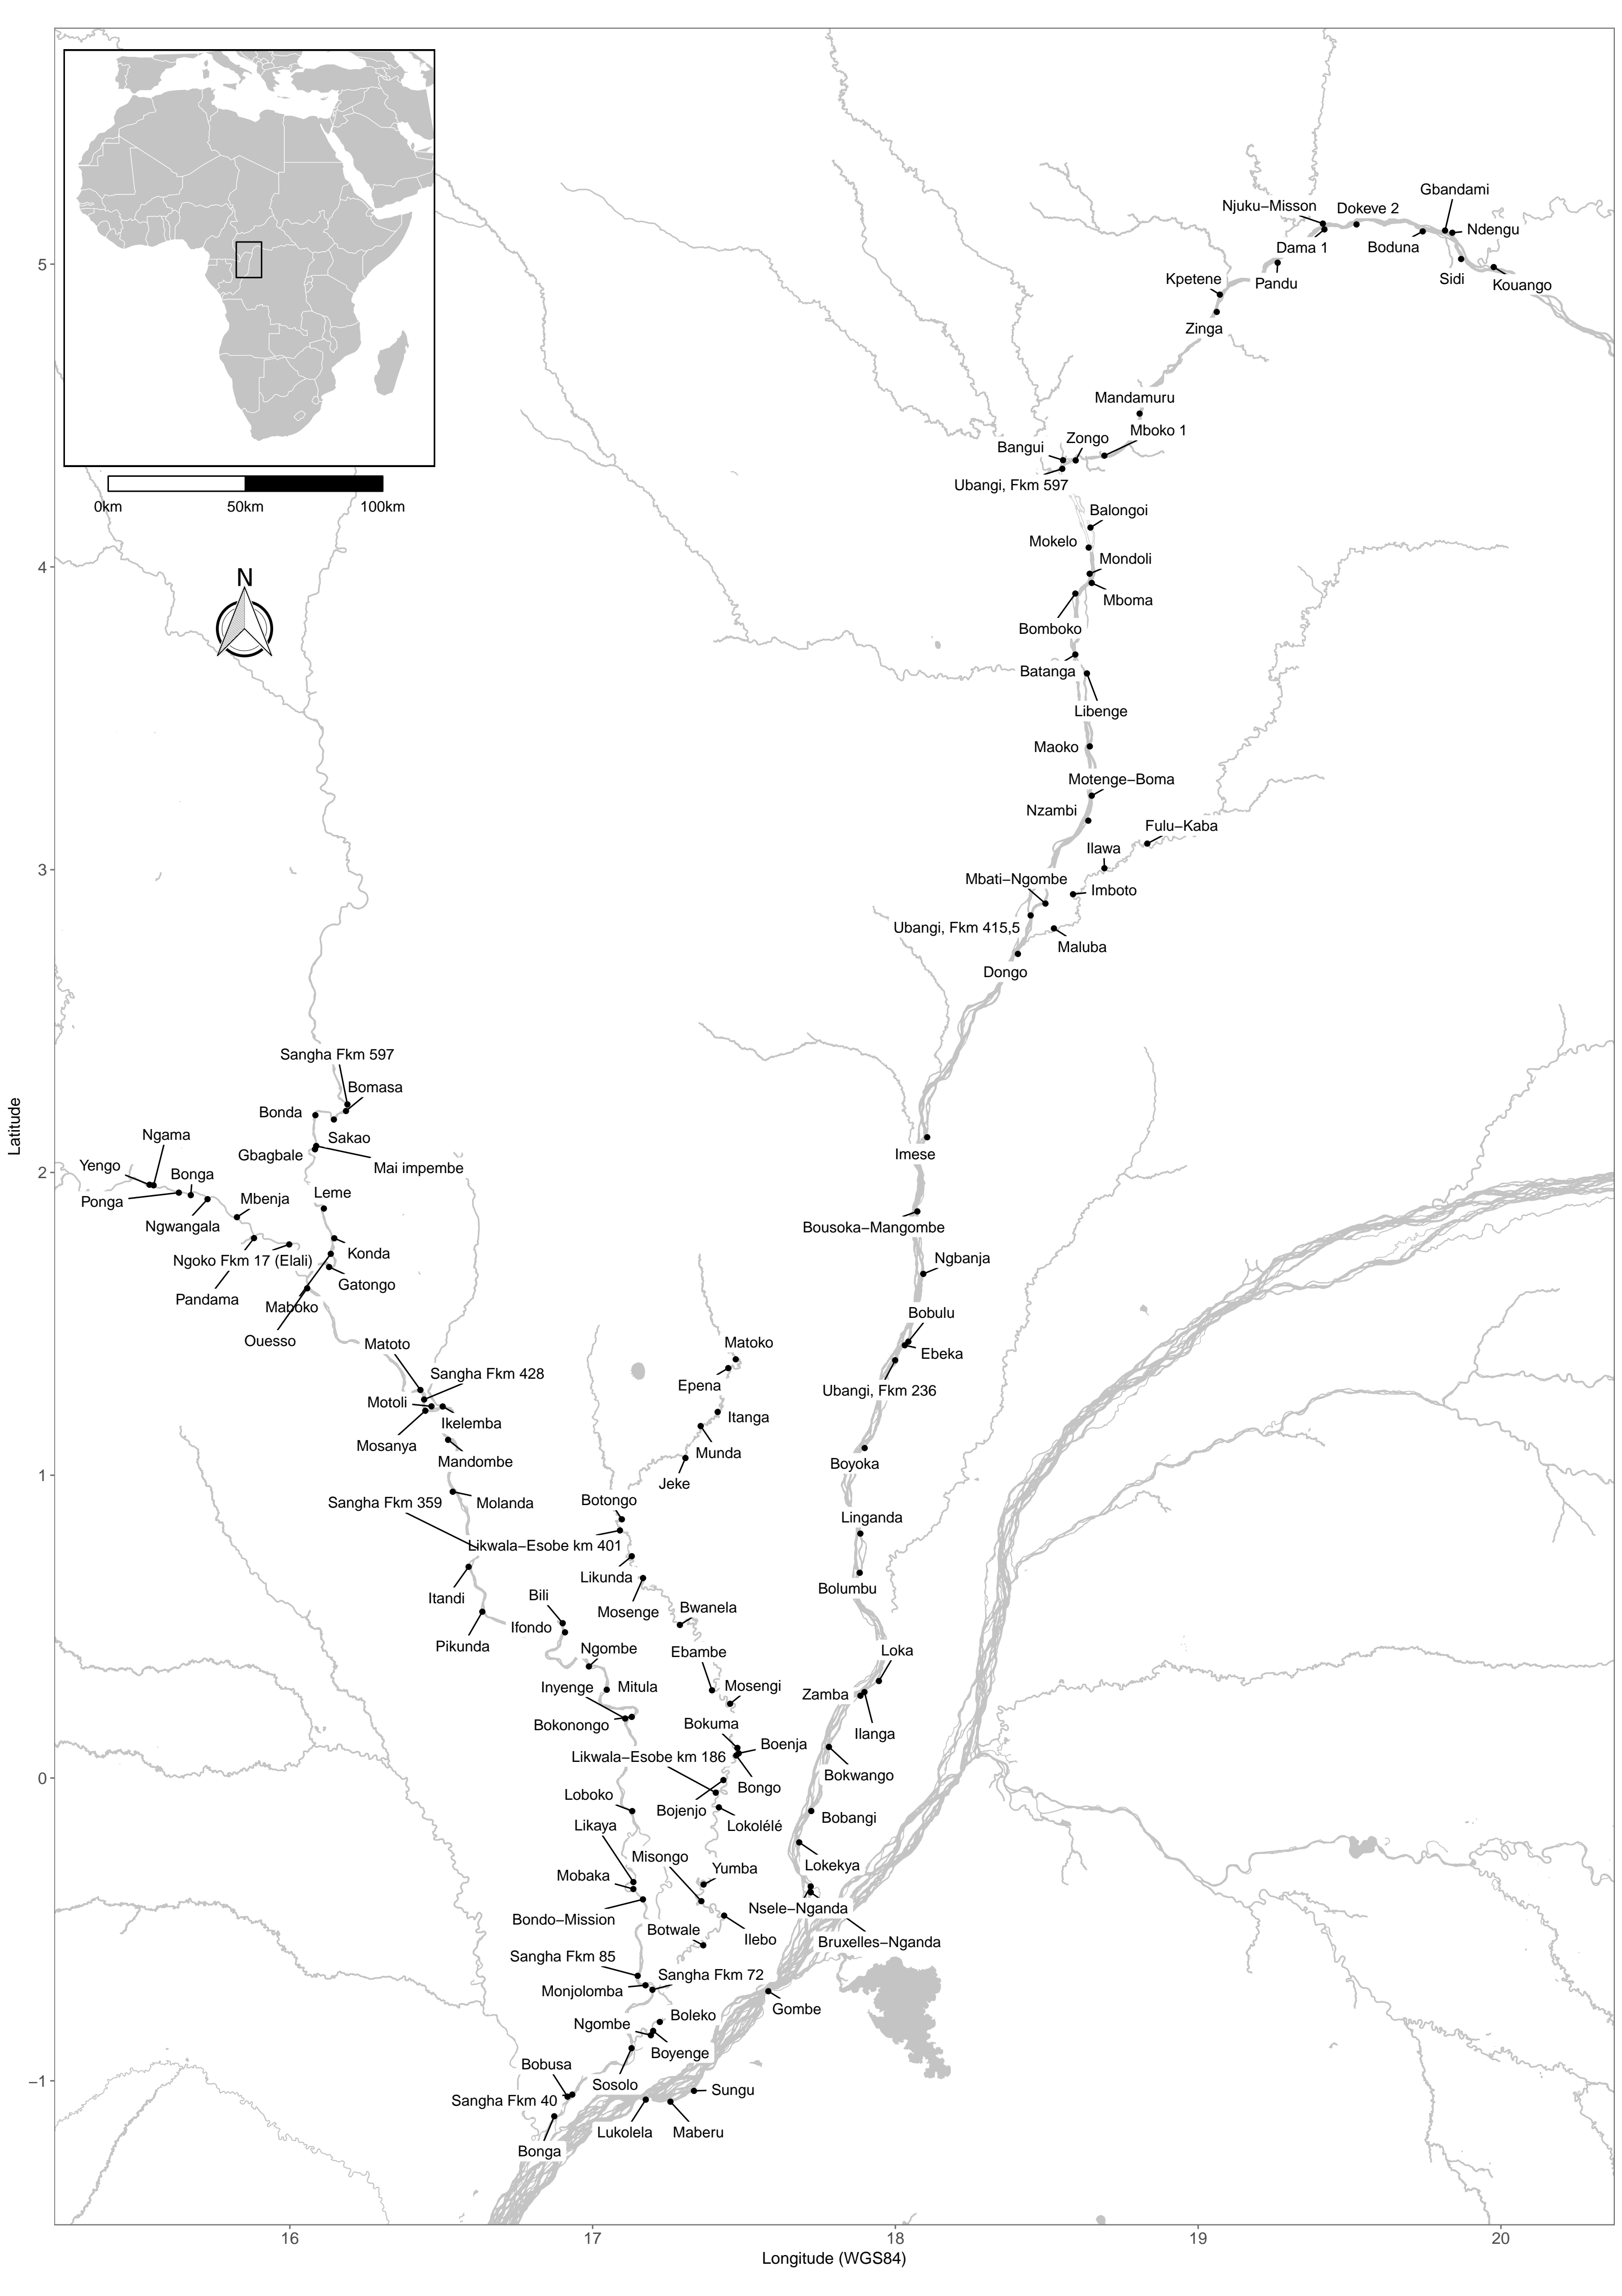 Gbandami
Njuku−Misson
Dokeve 2
Ndengu
Dama 1
Boduna
5
Kpetene
Pandu
Sidi
Kouango
Zinga
Mandamuru
Mboko 1
Zongo
Bangui
Ubangi, Fkm 597
0km
50km
100km
Balongoi
Mokelo
Mondoli
4
N
Mboma
Bomboko
Batanga
Libenge
Maoko
Motenge−Boma
Nzambi
Fulu−Kaba
Ilawa
3
Mbati−Ngombe
Imboto
Ubangi, Fkm 415,5
Maluba
Dongo
Sangha Fkm 597
Bomasa
Bonda
Latitude
Ngama
Sakao
Imese
Gbagbale
Yengo
Mai impembe
2
Bonga
Ponga
Leme
Mbenja
Ngwangala
Bousoka−Mangombe
Konda
Ngbanja
Ngoko Fkm 17 (Elali)
Gatongo
Pandama
Maboko
Bobulu
Ouesso
Matoto
Matoko
Ebeka
Sangha Fkm 428
Epena
Ubangi, Fkm 236
Motoli
Itanga
Ikelemba
Mosanya
Munda
Mandombe
Boyoka
1
Jeke
Botongo
Sangha Fkm 359
Molanda
Linganda
Likwala−Esobe km 401
Likunda
Bolumbu
Itandi
Bili
Bwanela
Mosenge
Ifondo
Pikunda
Ngombe
Ebambe
Loka
Inyenge
Mitula
Mosengi
Zamba
Bokonongo
Bokuma
Ilanga
Boenja
Likwala−Esobe km 186
0
Bokwango
Bongo
Loboko
Bojenjo
Bobangi
Lokolélé
Likaya
Misongo
Lokekya
Yumba
Mobaka
Nsele−Nganda
Bondo−Mission
Botwale
Ilebo
Bruxelles−Nganda
Sangha Fkm 85
Sangha Fkm 72
Monjolomba
Gombe
Boleko
Ngombe
Boyenge
Bobusa
−1
Sosolo
Sungu
Sangha Fkm 40
Lukolela
Maberu
Bonga
16
17
18
19
20
Longitude (WGS84)